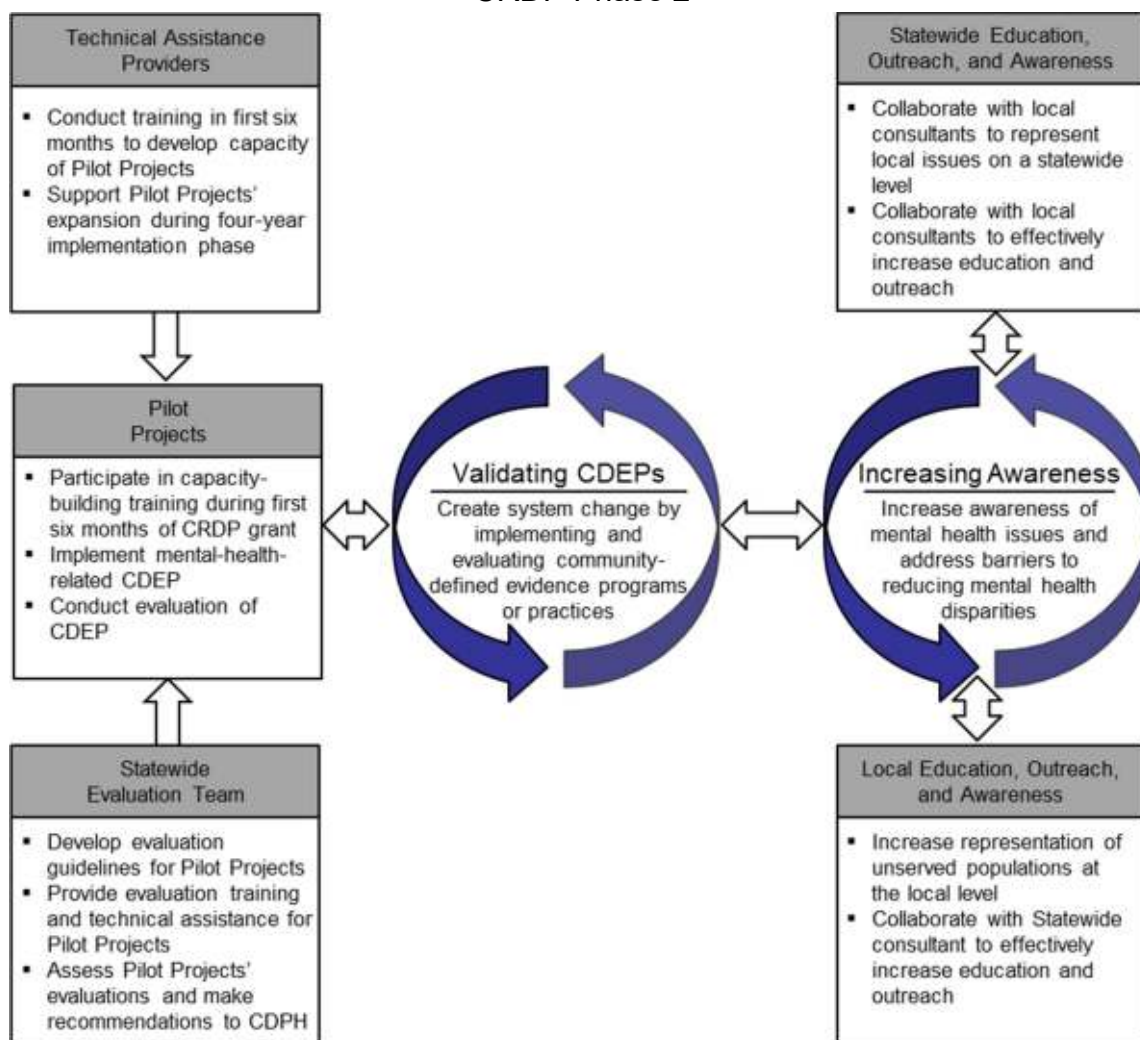 Technical Assistance
Providers
▪ Conduct training in first six
months to develop capacity
of Pilot Projects
▪ Support Pilot Projects'
expansion during four-year
implementation phase
Pilot
Projects
▪ Participate in capacity-
building training during first
six months of CRDP grant
▪ Implement mental-health-
related CDEP
▪ Conduct evaluation of
CDEP
Statewide
Evaluation Team
▪ Develop evaluation
guidelines for Pilot Projects
▪ Provide evaluation training
and technical assistance for
Pilot Projects
▪ Assess Pilot Projects'
evaluations and make
recommendations to CDPH
Validating CDEPs
Create system change by
implementing and
evaluating community-
defined evidence programs
or practices
Statewide Education,
Outreach, and Awareness
▪ Collaborate with local
consultants to represent
local issues on a statewide
level
▪ Collaborate with local
consultants to effectively
increase education and
outreach
Increasing Awareness
Increase awareness of
mental health issues and
address barriers to
reducing mental health
disparities
Local Education, Outreach,
and Awareness
▪ Increase representation of
unserved populations at
the local level
▪ Collaborate with Statewide
consultant to effectively
increase education and
outreach